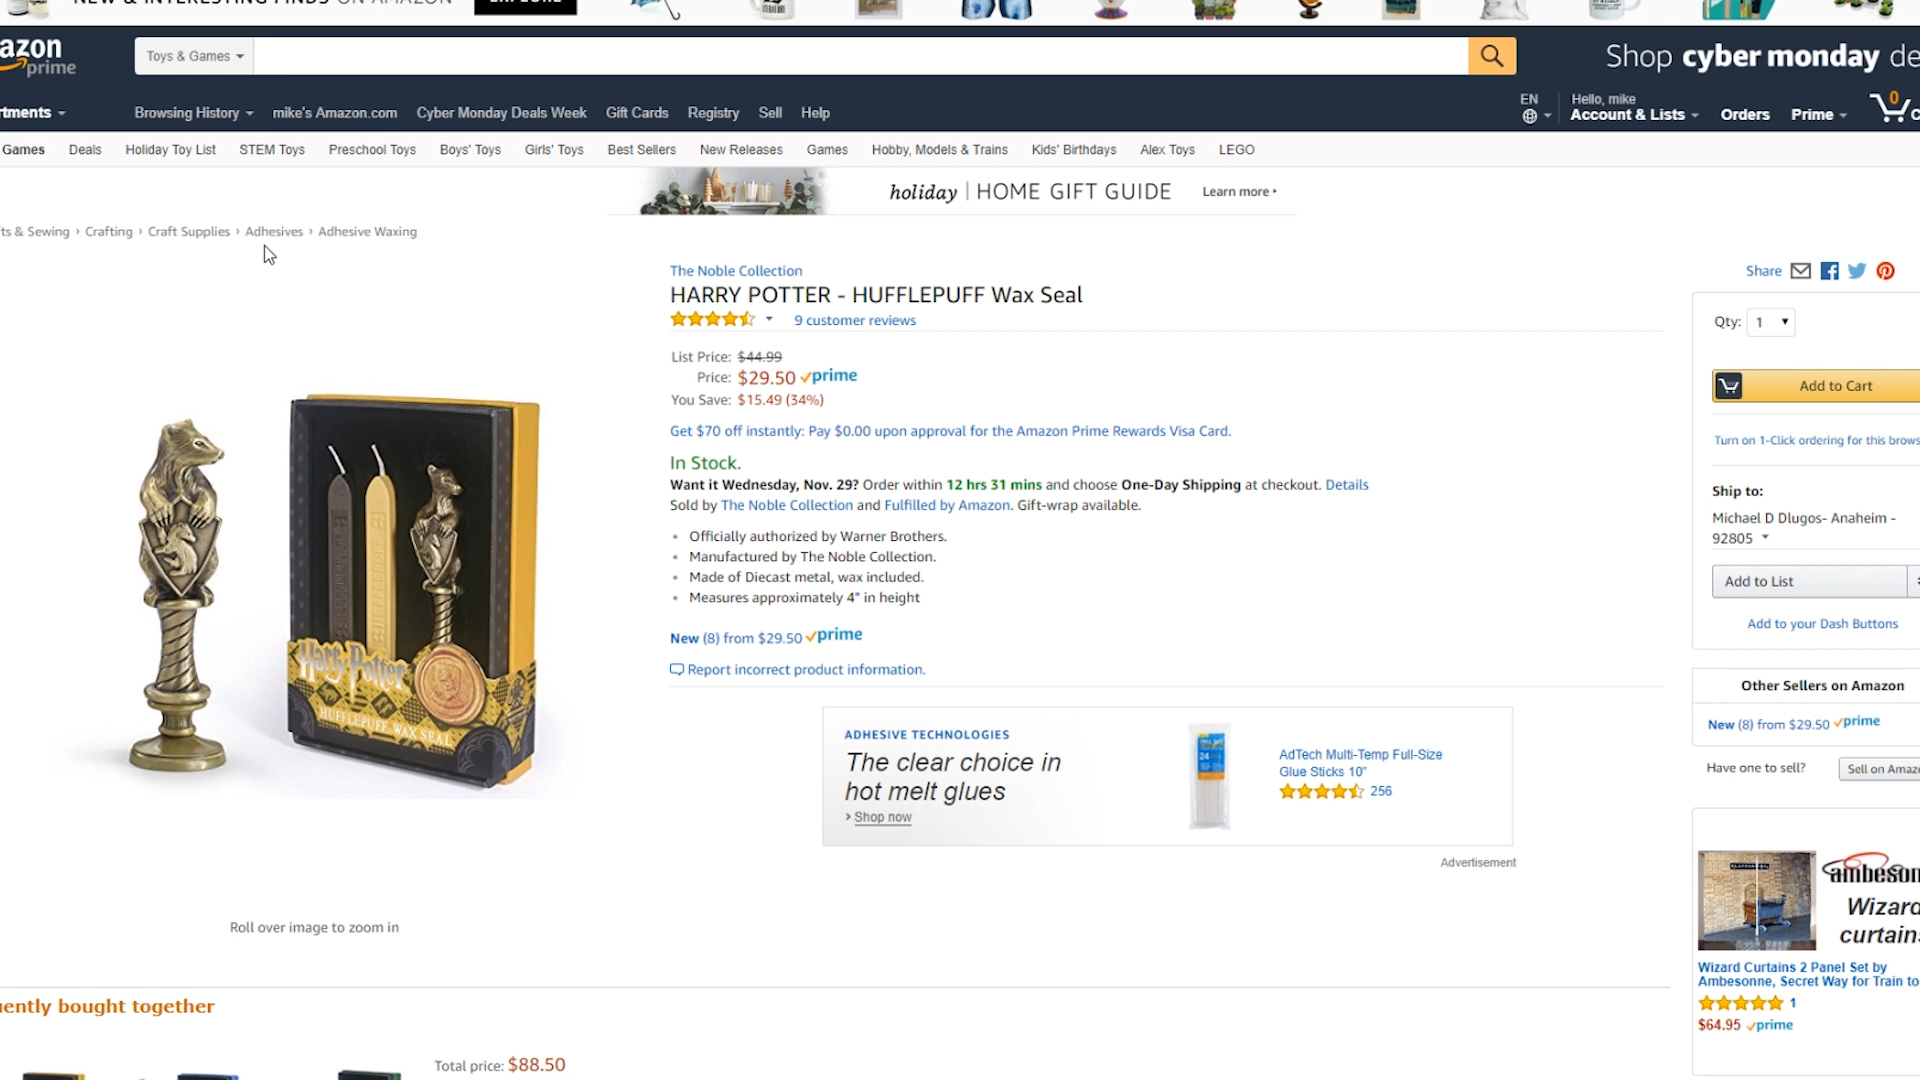 NEW & INTERESTING FINDS ON AMAZON EXPLORE
azon
prime
Toys & Games
Shop cyber monday de
rtments
Browsing History
mike's Amazon.com
Cyber Monday Deals Week
Gift Cards
Registry
Sell
Help
EN
Hello, mike
Account & Lists
Orders
Prime
0
C
Games
Deals
Holiday Toy List
STEM Toys
Preschool Toys
Boys' Toys
Girls' Toys
Best Sellers
New Releases
Games
Hobby, Models & Trains
Kids' Birthdays
Alex Toys
LEGO
holiday | HOME GIFT GUIDE Learn more ›
ts & Sewing › Crafting › Craft Supplies › Adhesives › Adhesive Waxing
The Noble Collection
HARRY POTTER - HUFFLEPUFF Wax Seal
9 customer reviews
List Price: $44.99
Price: $29.50 prime
You Save: $15.49 (34%)
Get $70 off instantly: Pay $0.00 upon approval for the Amazon Prime Rewards Visa Card.
In Stock.
Want it Wednesday, Nov. 29? Order within 12 hrs 31 mins and choose One-Day Shipping at checkout. Details
Sold by The Noble Collection and Fulfilled by Amazon. Gift-wrap available.
• Officially authorized by Warner Brothers.
• Manufactured by The Noble Collection.
• Made of Diecast metal, wax included.
• Measures approximately 4" in height
New (8) from $29.50 prime
Report incorrect product information.
Harry Potter
HUFFLEPUFF WAX SEAL
Roll over image to zoom in
ADHESIVE TECHNOLOGIES
The clear choice in
hot melt glues
› Shop now
24
AdTech Multi-Temp Full-Size
Glue Sticks 10"
256
Advertisement
Share
Qty: 1
Add to Cart
Turn on 1-Click ordering for this brows
Ship to:
Michael D Dlugos- Anaheim -
92805
Add to List
Add to your Dash Buttons
Other Sellers on Amazon
New (8) from $29.50 prime
Have one to sell?
Sell on Amaz
ambeson
Wizard
curtain
Wizard Curtains 2 Panel Set by
Ambesonne, Secret Way for Train to
1
$64.95 prime
uently bought together
Total price: $88.50